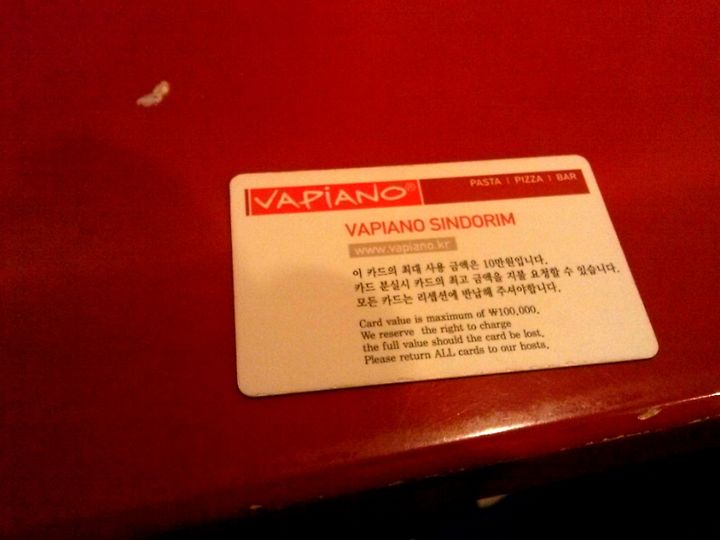 VAPIANO®
PASTA | PIZZA | BAR
VAPIANO SINDORIM
www.vapiano.kr
이 카드의 최대 사용 금액은 10만원입니다.
카드 분실시 카드의 최고 금액을 지불 요청할 수 있습니다.
모든 카드는 리셉션에 반납해 주셔야합니다.
Card value is maximum of ₩100,000.
We reserve the right to charge
the full value should the card be lost.
Please return ALL cards to our hosts.